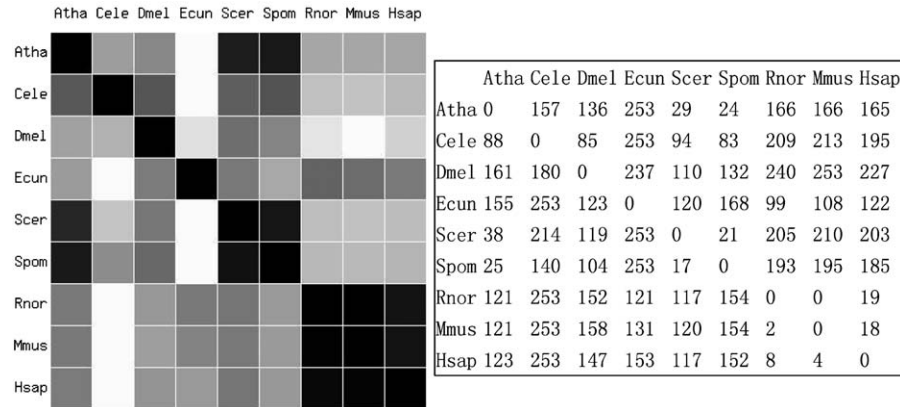 Atha Cele Dmel Ecun Scer Spom Rnor Mmus Hsap
Atha
Cele
Dmel
Ecun
Scer
Spom
Rnor
Mmus
Hsap
Atha Cele Dmel Ecun Scer Spom Rnor Mmus Hsap
Atha 0 157 136 253 29 24 166 166 165
Cele 88 0 85 253 94 83 209 213 195
Dmel 161 180 0 237 110 132 240 253 227
Ecun 155 253 123 0 120 168 99 108 122
Scer 38 214 119 253 0 21 205 210 203
Spom 25 140 104 253 17 0 193 195 185
Rnor 121 253 152 121 117 154 0 0 19
Mmus 121 253 158 131 120 154 2 0 18
Hsap 123 253 147 153 117 152 8 4 0